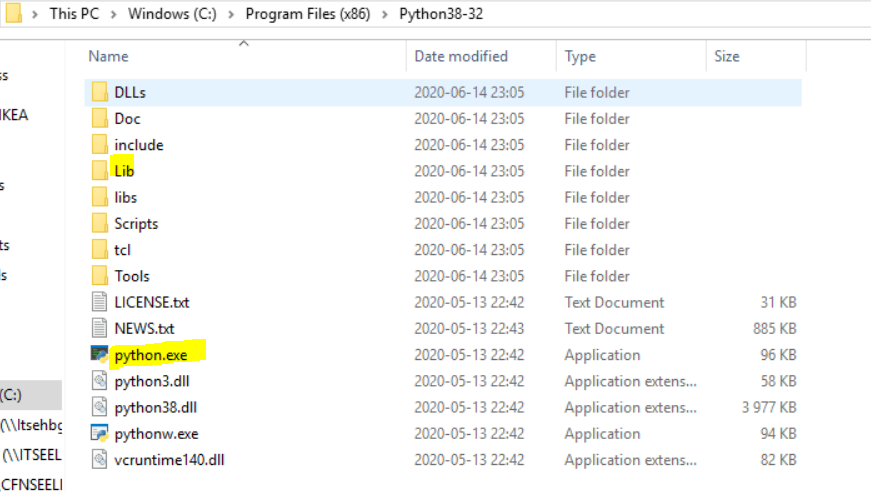 This PC > Windows (C:) > Program Files (x86) > Python38-32
Name Date modified Type Size
DLLs 2020-06-14 23:05 File folder
Doc 2020-06-14 23:05 File folder
include 2020-06-14 23:05 File folder
Lib 2020-06-14 23:05 File folder
libs 2020-06-14 23:05 File folder
Scripts 2020-06-14 23:05 File folder
tcl 2020-06-14 23:05 File folder
Tools 2020-06-14 23:05 File folder
LICENSE.txt 2020-05-13 22:42 Text Document 31 KB
NEWS.txt 2020-05-13 22:43 Text Document 885 KB
python.exe 2020-05-13 22:42 Application 96 KB
python3.dll 2020-05-13 22:42 Application extens... 58 KB
python38.dll 2020-05-13 22:42 Application extens... 3 977 KB
pythonw.exe 2020-05-13 22:42 Application 94 KB
vcruntime140.dll 2020-05-13 22:42 Application extens... 82 KB
(C:)
(\\Itsehbg
(\\ITSEEL
CFNSEELI